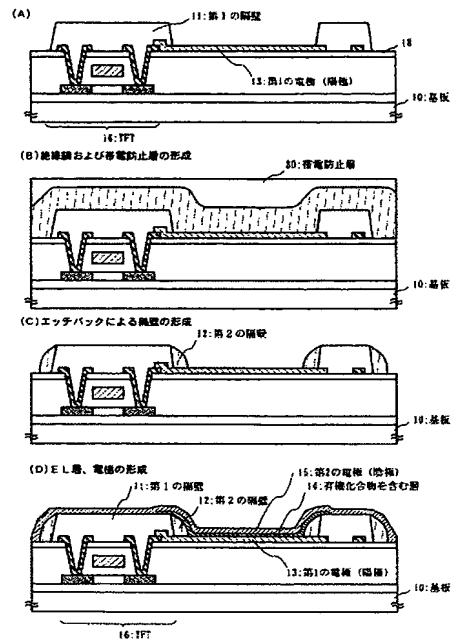 (A)
11:第1の隔壁
18
13:第1の電極(陽極)
10:基板
16:TFT
(B)絶縁膜および帯電防止層の形成
20:帯電防止層
10:基板
(C)エッチバックによる隔壁の形成
12:第2の隔壁
10:基板
(D)EL層、電極の形成
15:第2の電極(陰極)
11:第1の隔壁
14:有機化合物を含む層
12:第2の隔壁
13:第1の電極(陽極)
10:基板
16:TFT